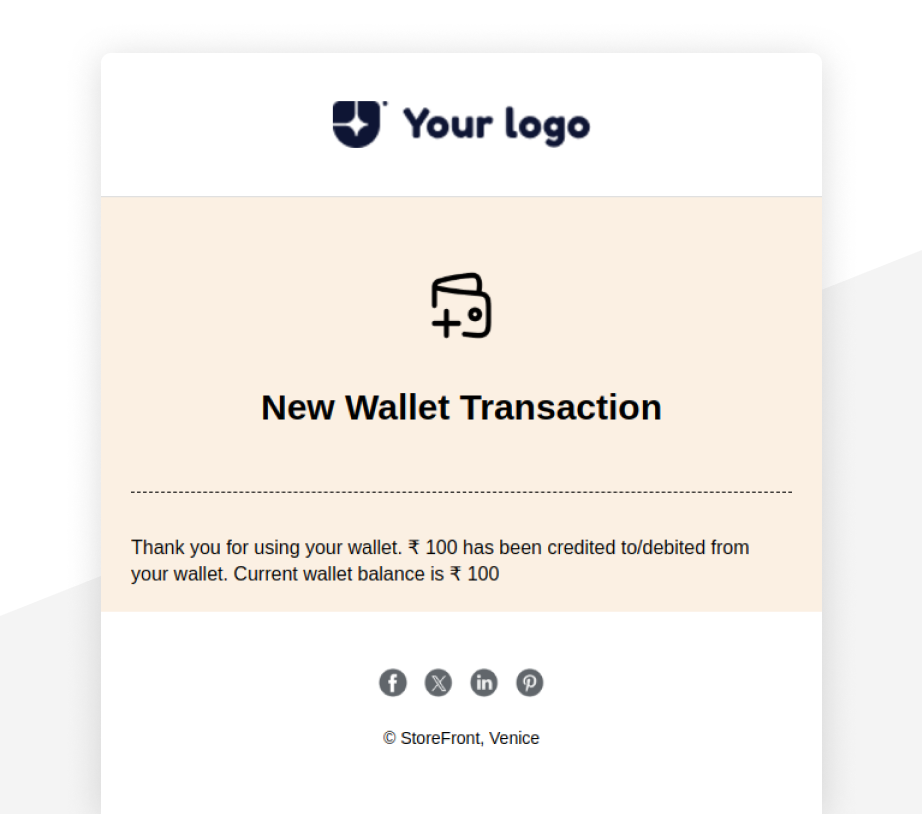 Your logo
New Wallet Transaction
Thank you for using your wallet. ₹ 100 has been credited to/debited from
your wallet. Current wallet balance is ₹ 100
© StoreFront, Venice